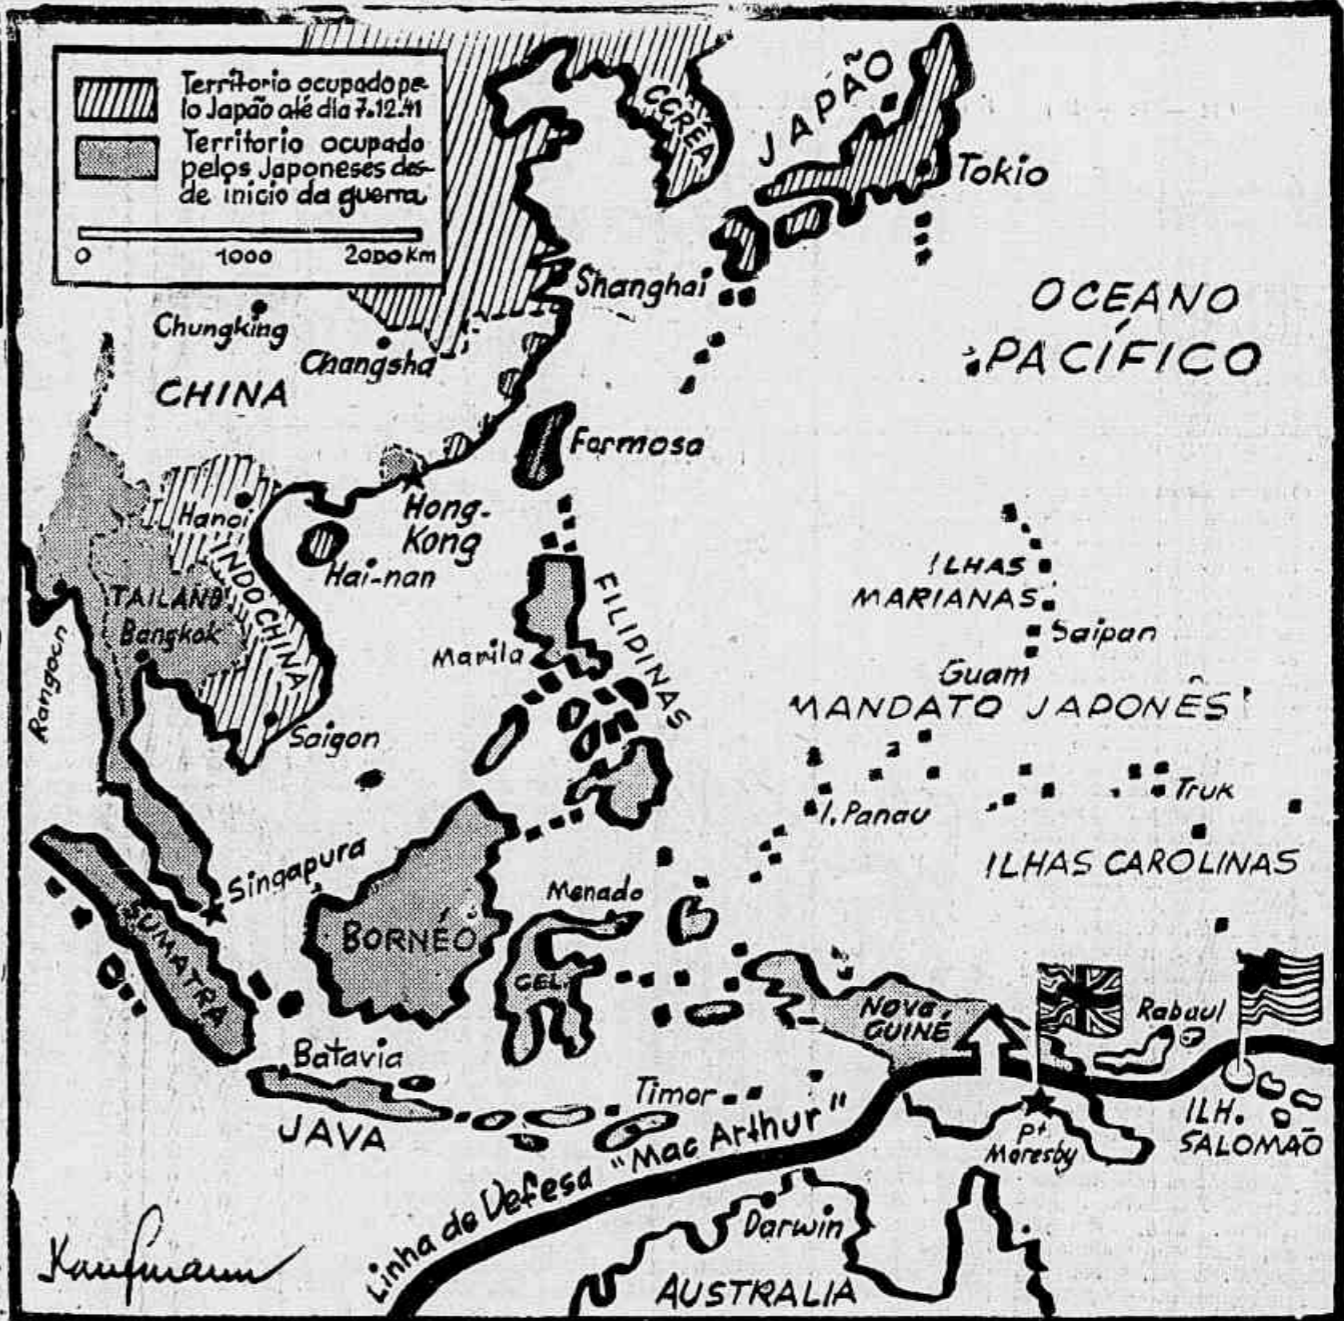 Territorio ocupado pe-
lo Japão até dia 7.12.41
Territorio ocupado
pelos Japoneses des-
de inicio da guerra
0 1000 2000 Km
JAPÃO
CORÉA
Tokio
Shanghai
OCEANO
PACÍFICO
Chungking
Changsha
CHINA
Formosa
Hanoi
Hong-
Kong
Hai-nan
INDOCHINA
TAILAND
Bangkok
Rangocn
Saigon
FILIDINAS
Marila
ILHAS
MARIANAS
Saipan
Guam
MANDATO JAPONÊS
Truk
I. Panau
ILHAS CAROLINAS
Singapura
SUMATRA
BORNÉO
Menado
CEL.
NOVA
GUINÉ
Rabaul
Batavia
JAVA
Timor
Linha de Defesa "Mac Arthur"
Pt
Moresby
ILH.
SALOMÃO
Darwin
AUSTRALIA
Kaufmann